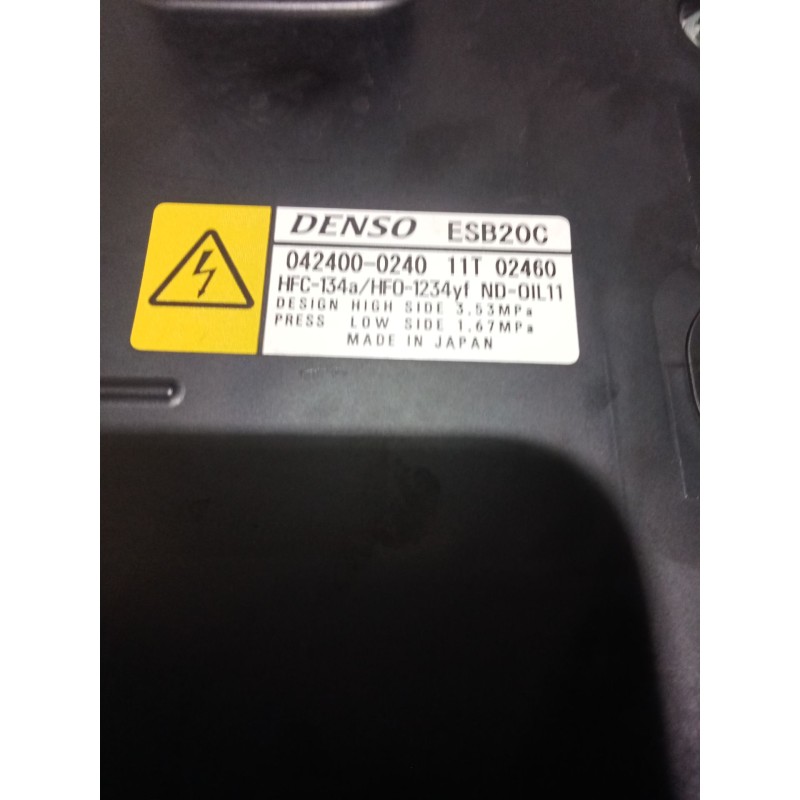 DENSO ESB20C
042400-0240 11T 02460
HFC-134a/HFO-1234yf ND-OIL11
DESIGN HIGH SIDE 3.53MPa
PRESS LOW SIDE 1.67MPa
MADE IN JAPAN